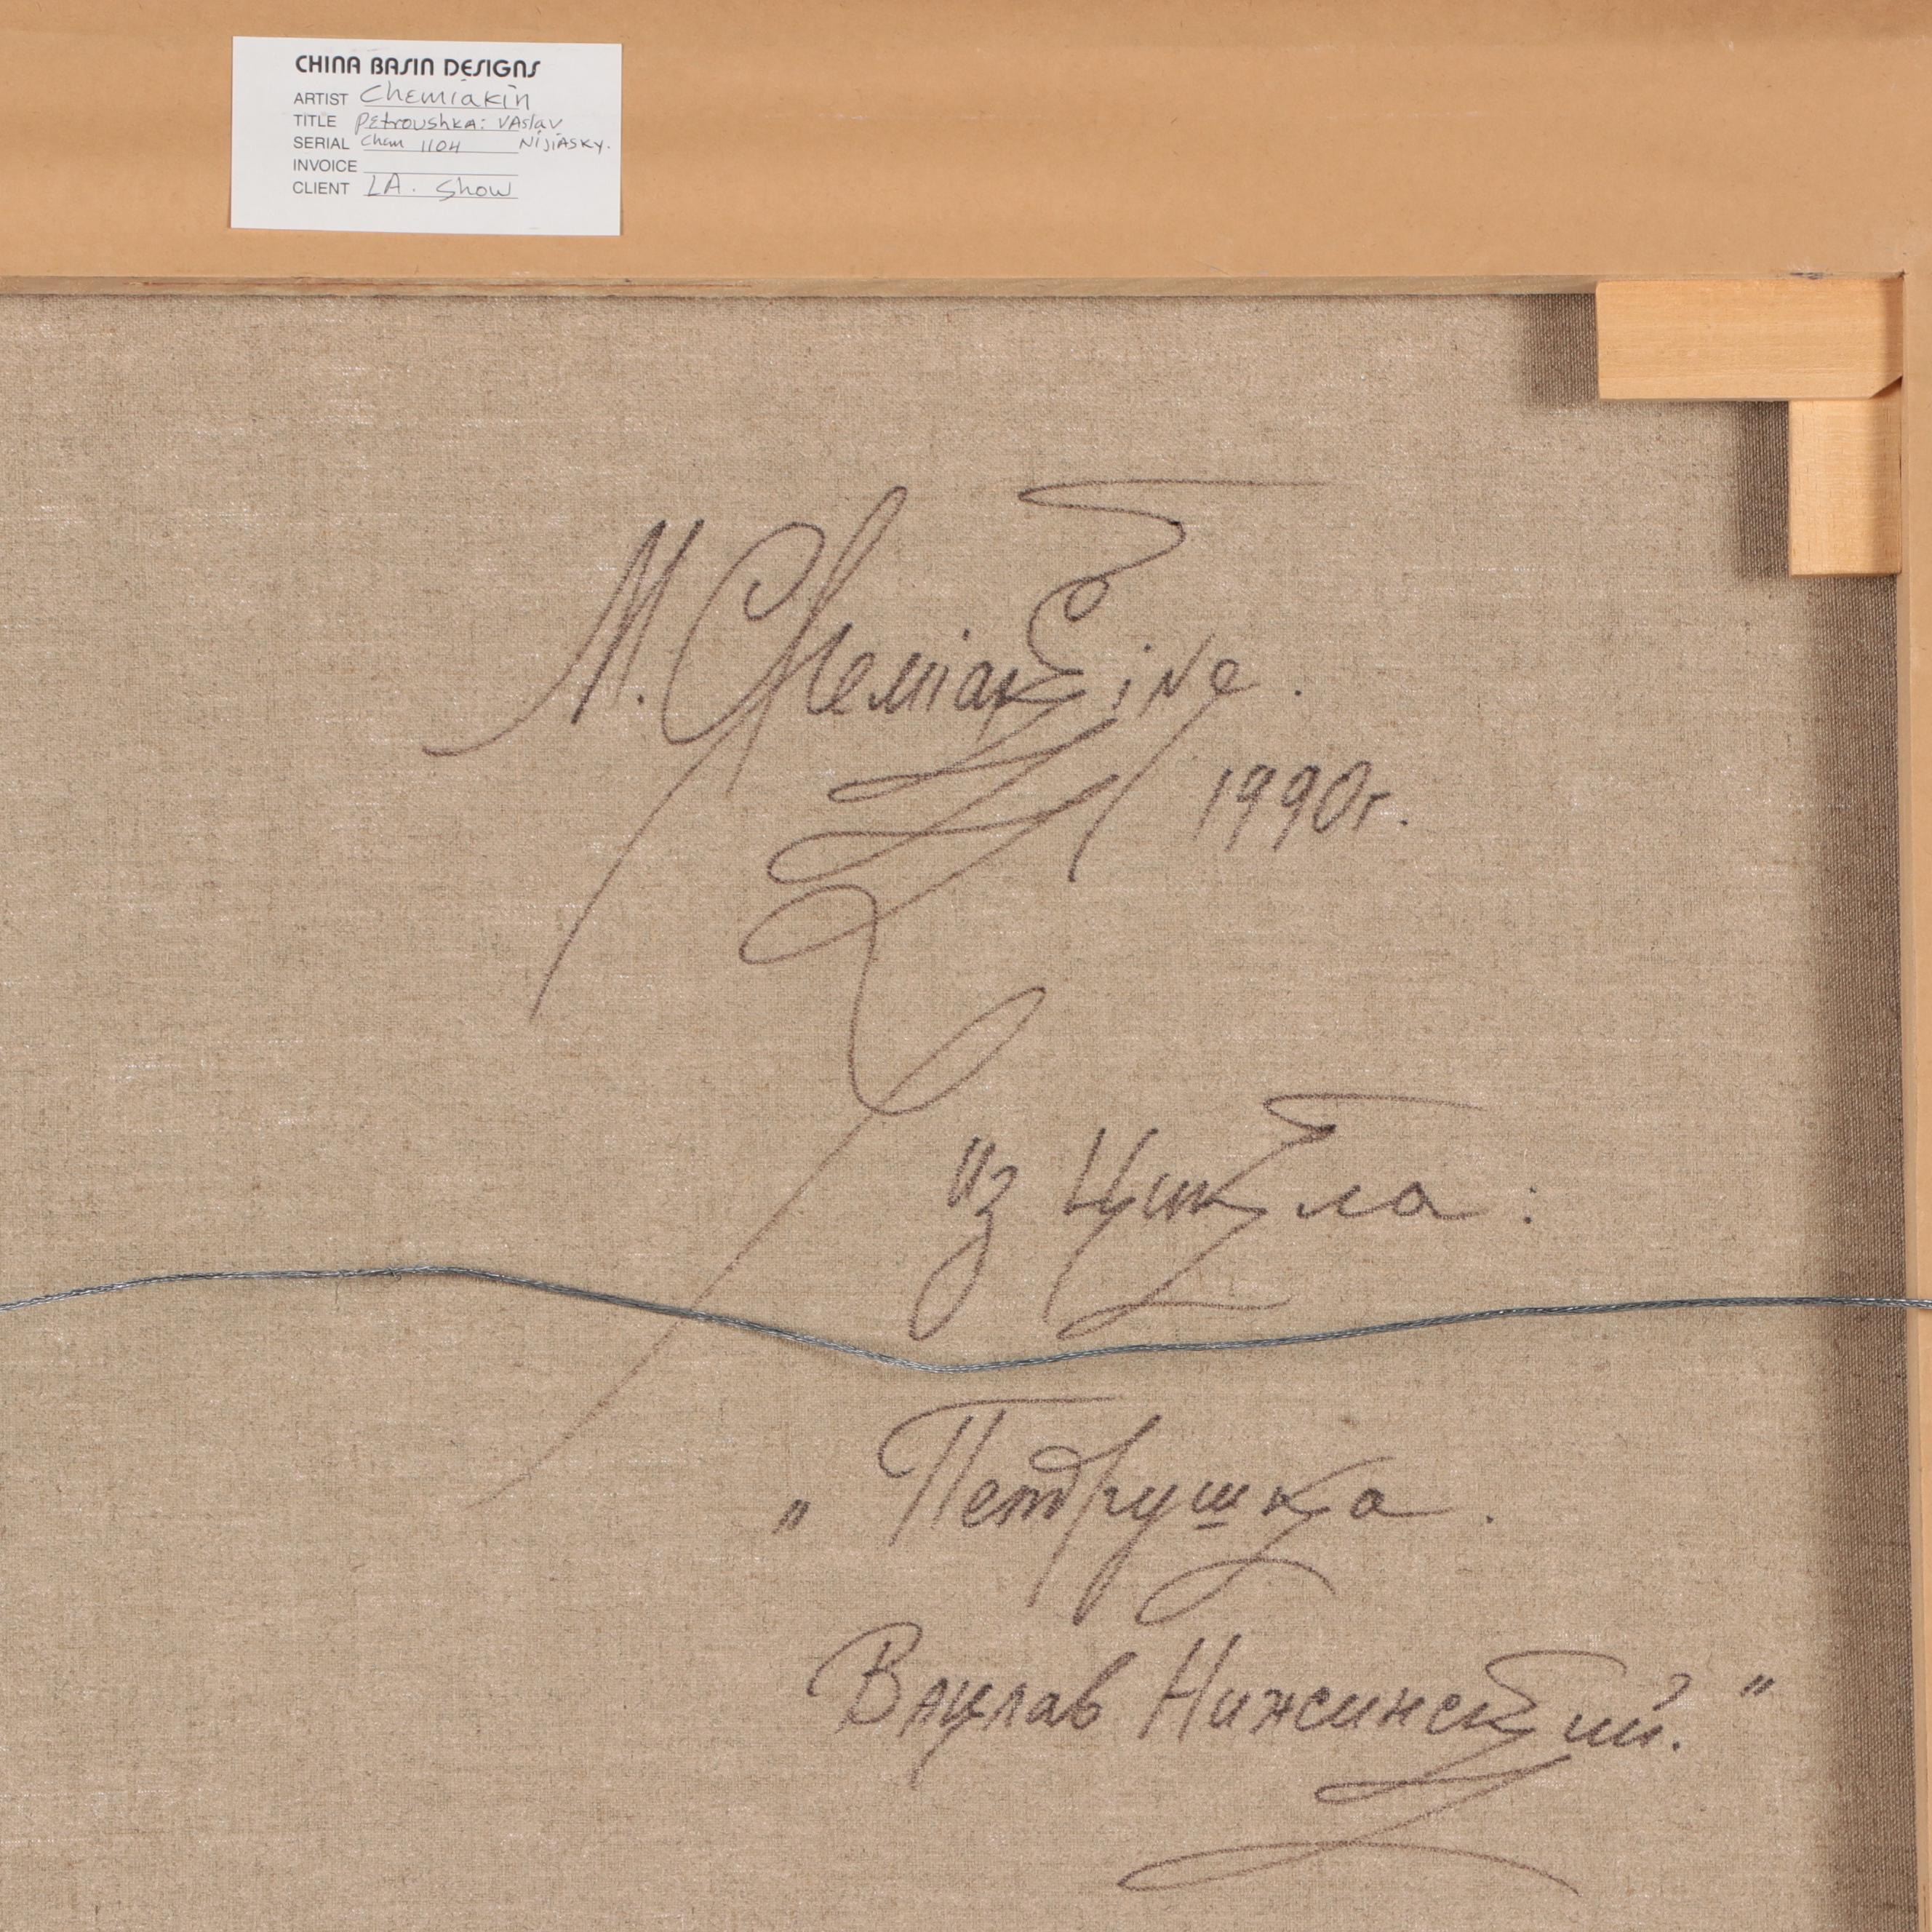 CHINA BASIN DESIGNS
ARTIST Chemiakin
TITLE Petroushka: VAslav
SERIAL Chem 1104 NijiASKY.
INVOICE
CLIENT LA. Show
M. Chemiakine.
1990г.
Из Цикла:
„Петрушка.
Вацлав Нижинский."